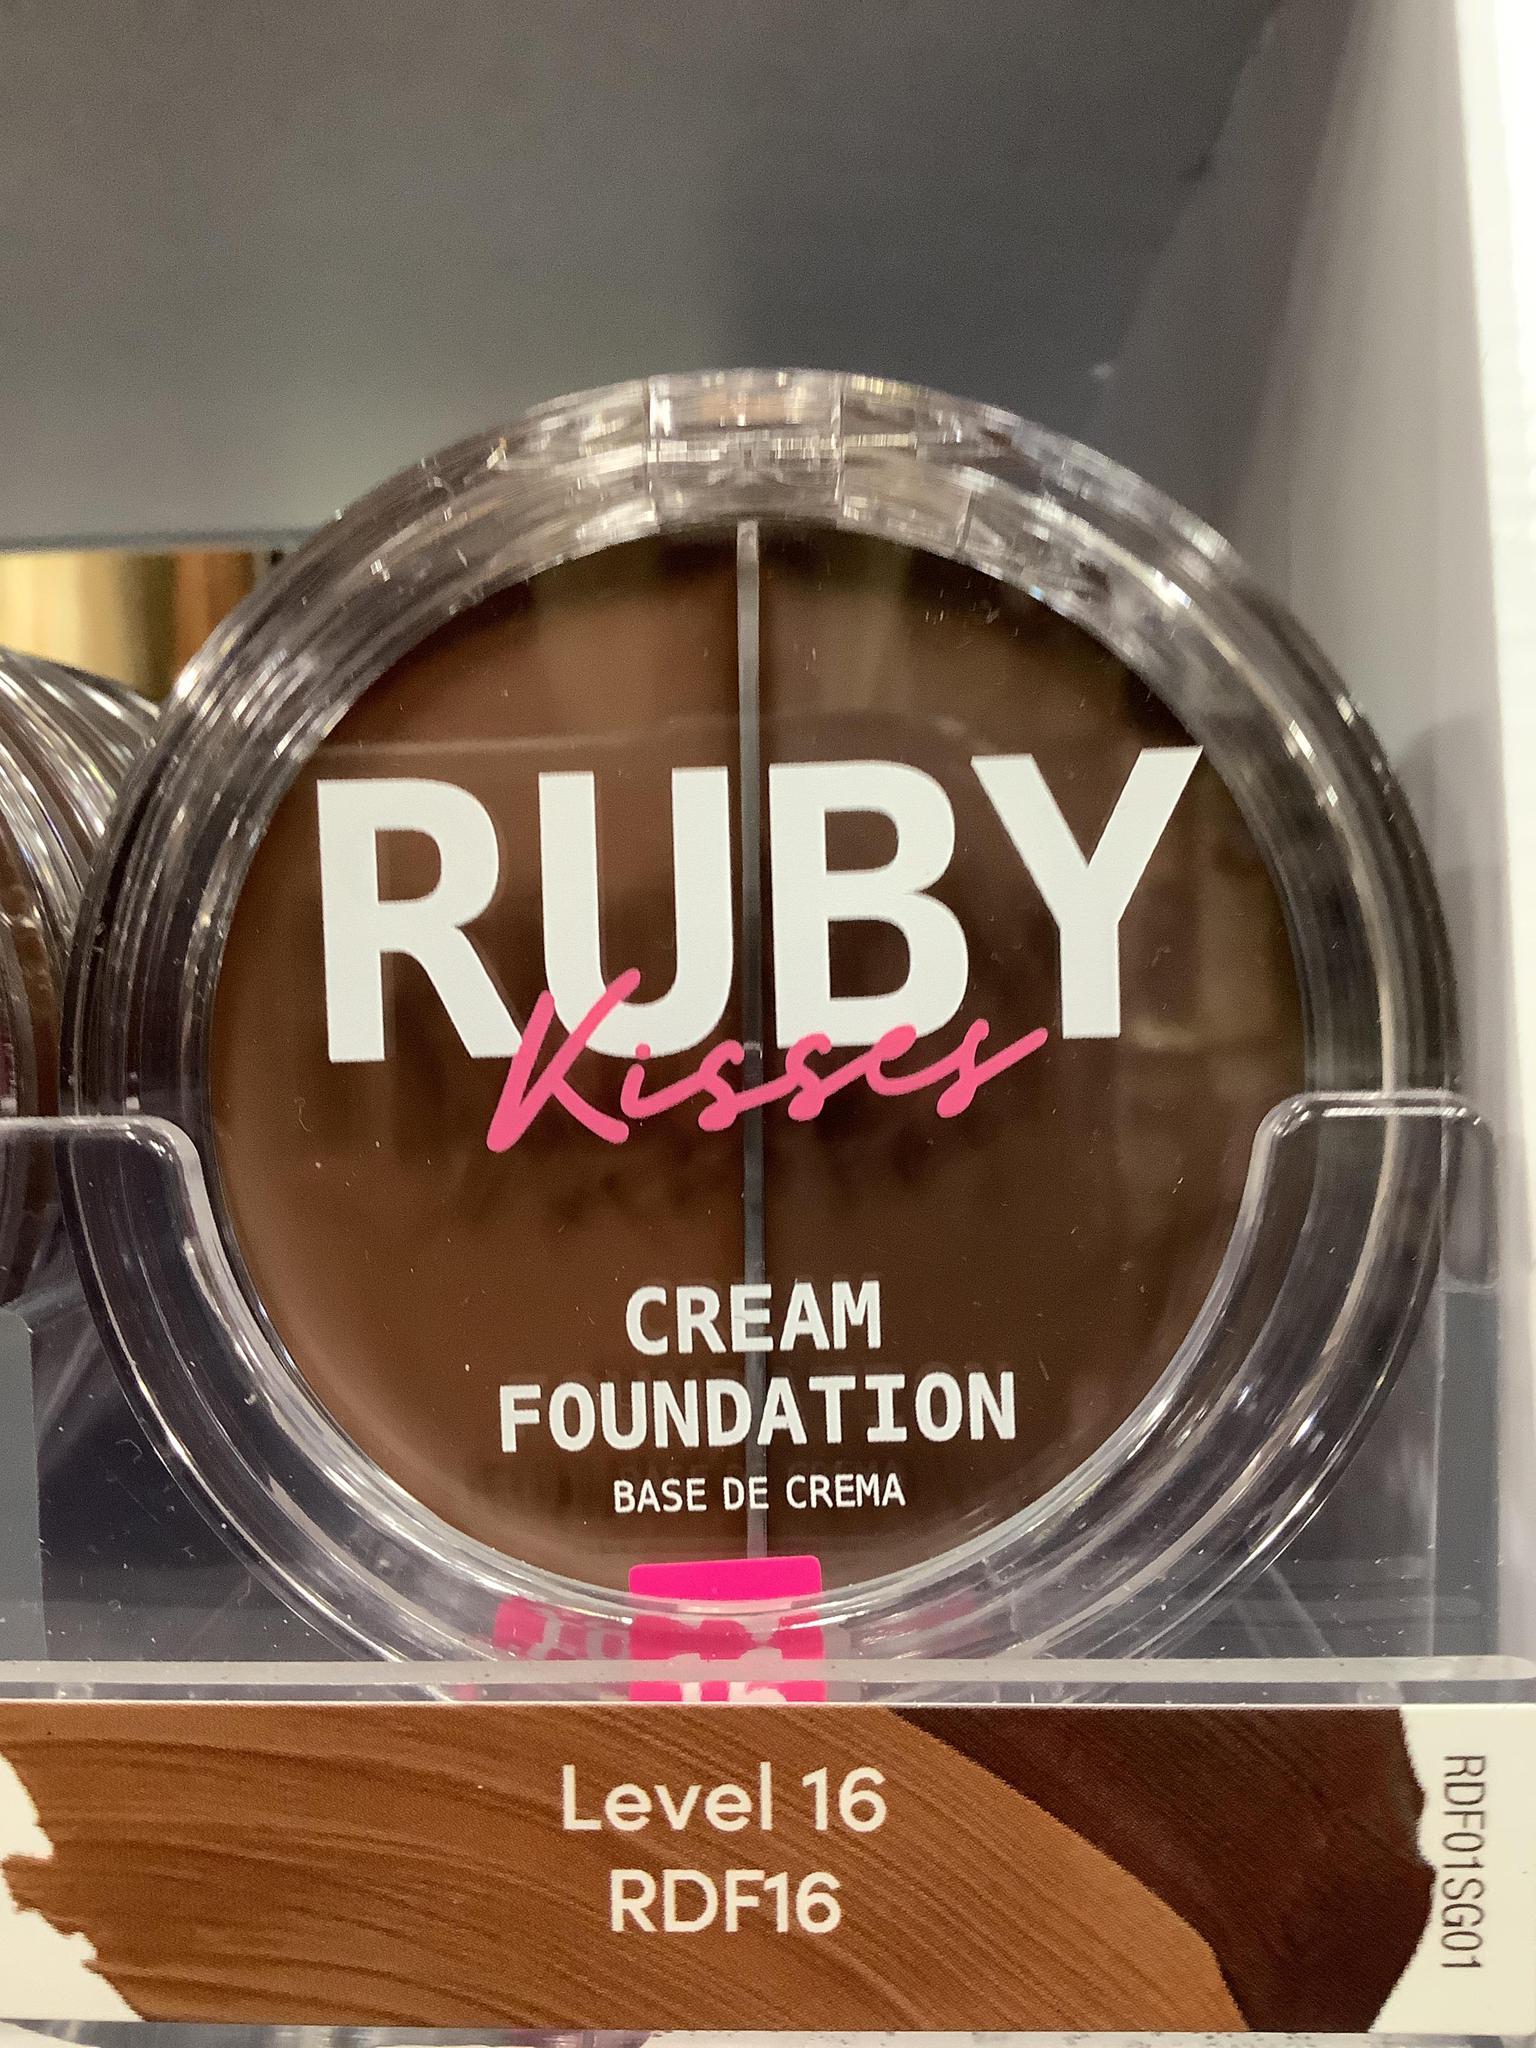 RUBY
Kisses
CREAM
FOUNDATION
BASE DE CREMA
Level 16
RDF16
RDF01SG01